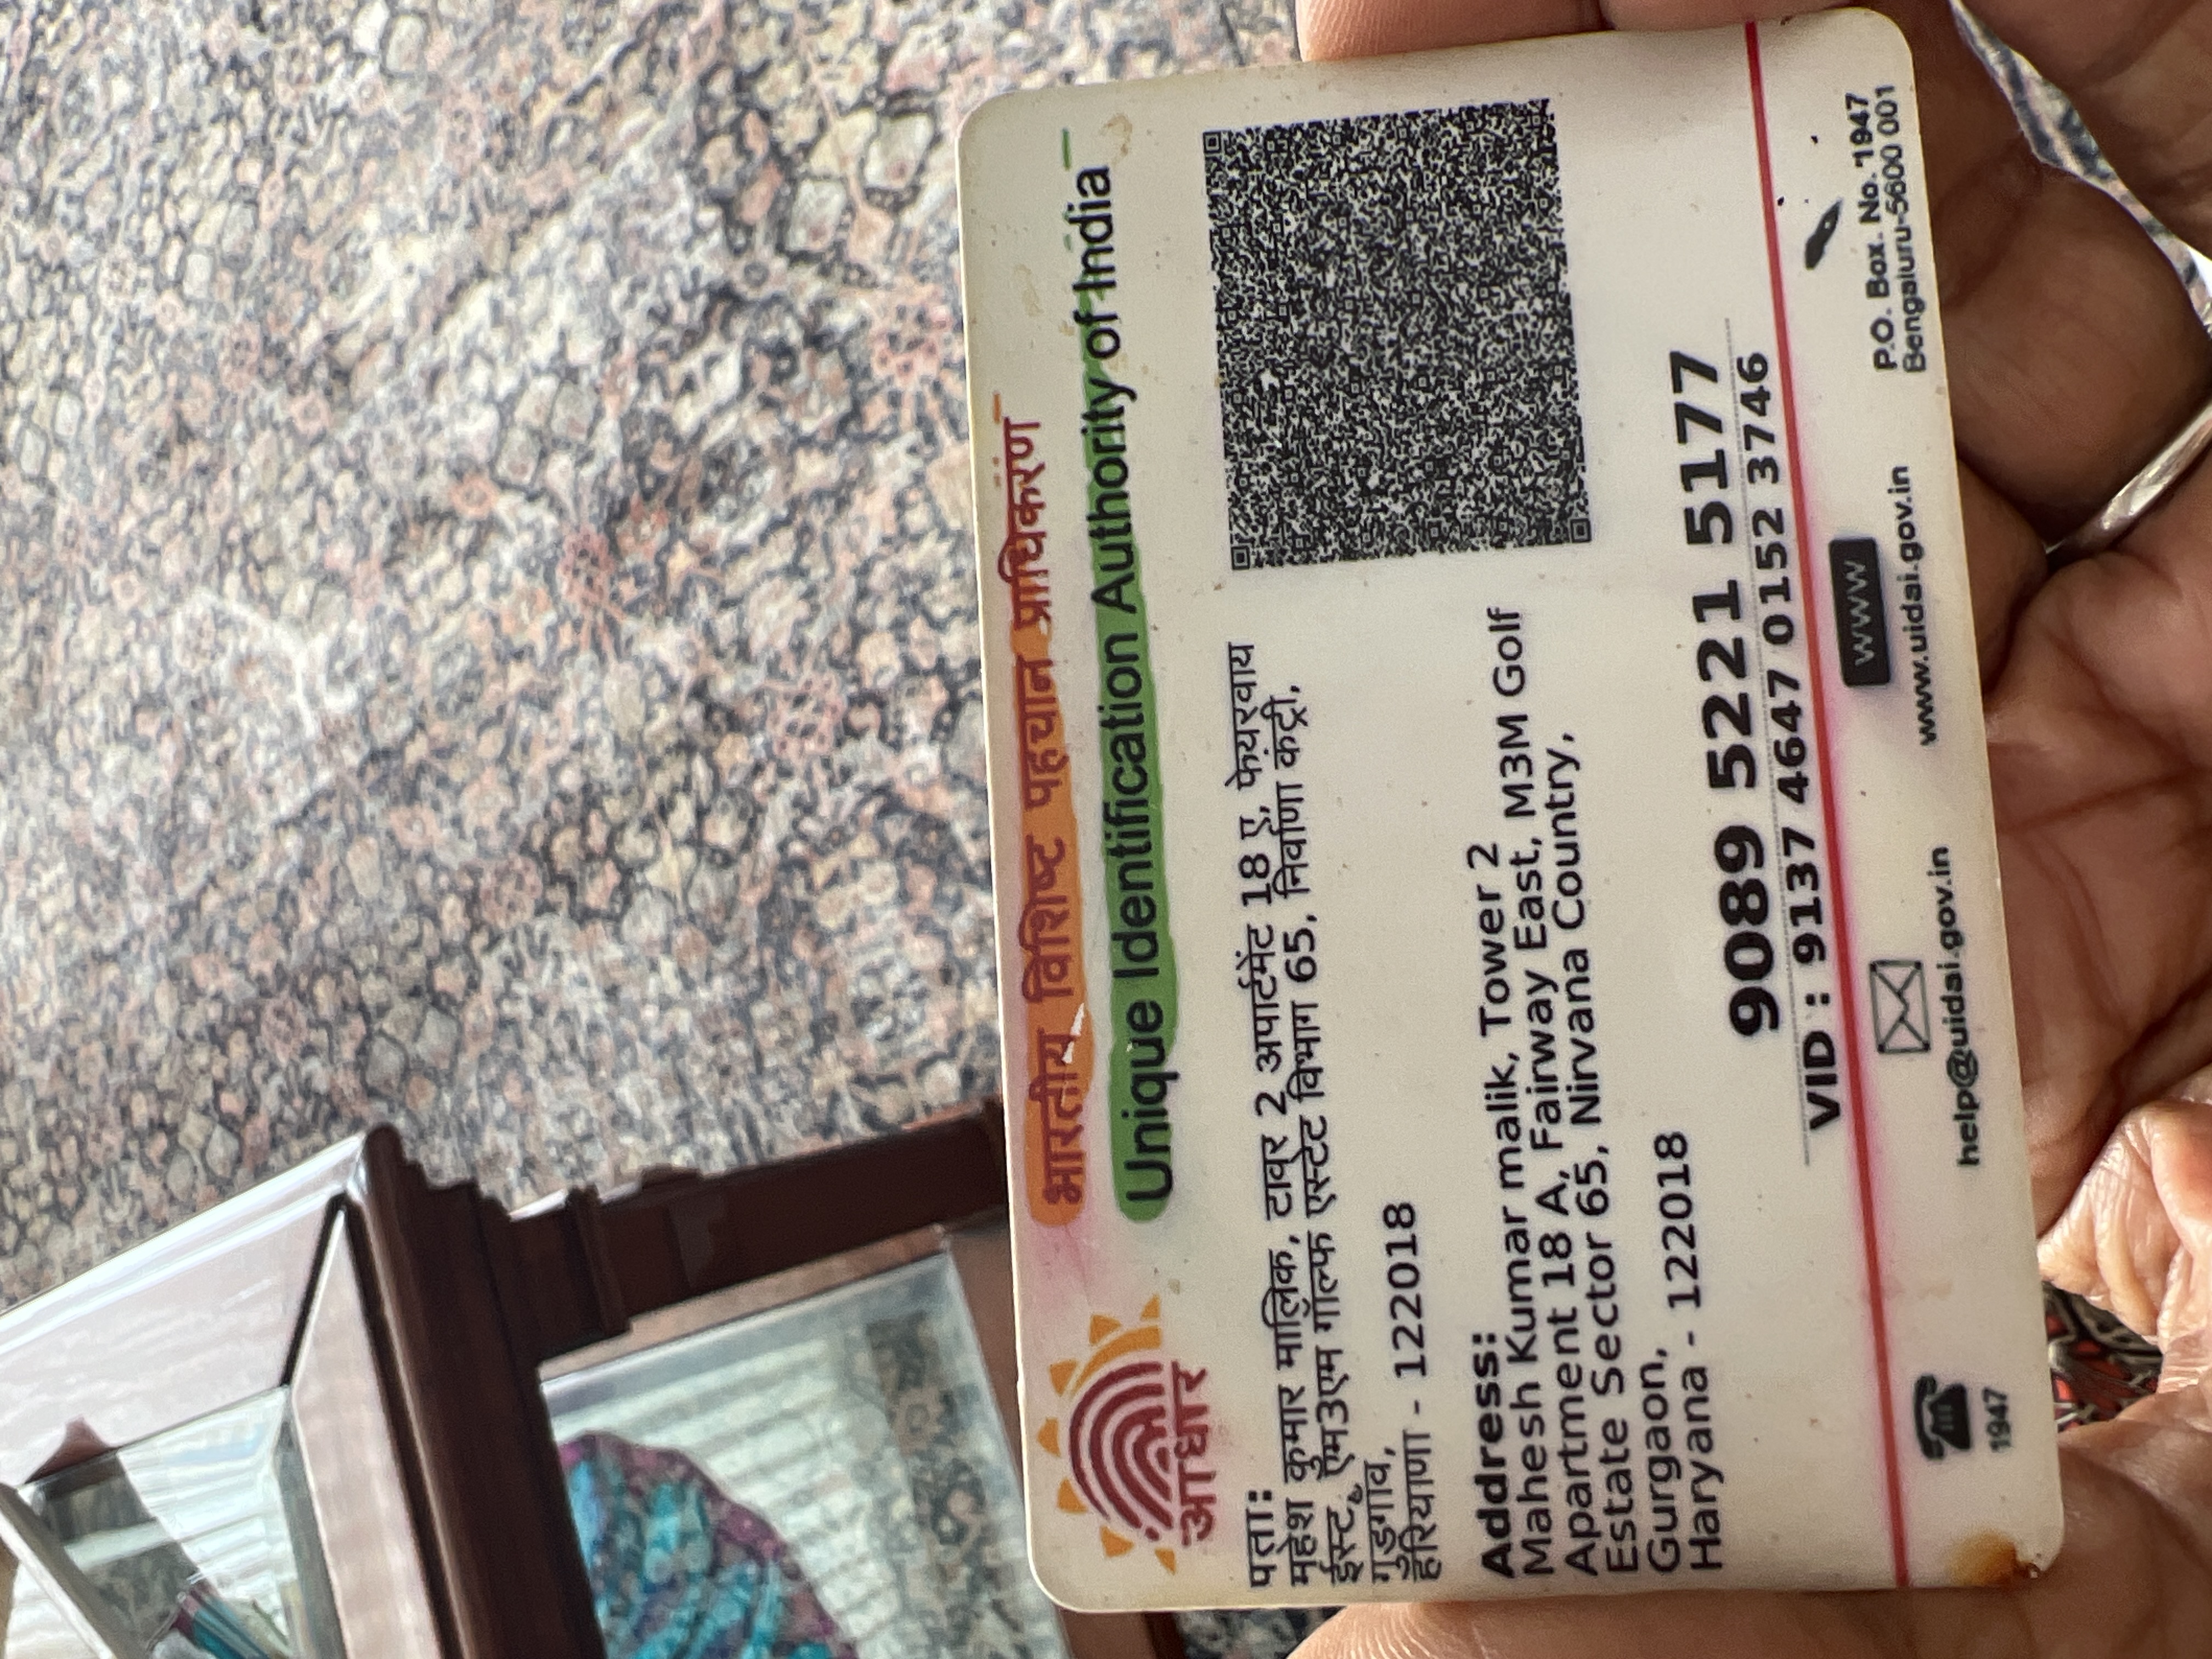 भारतीय विशिष्ट पहचान प्राधिकरण
Unique Identification Authority of India
आधार
पता:
महेश कुमार मालिक, टावर 2 अपार्टमेंट 18 ए, फेयरवाय
ईस्ट, एम3एम गोल्फ एस्टेट विभाग 65, निर्वाणा कंट्री,
गुडगाँव,
हरियाणा - 122018
Address:
Mahesh Kumar malik, Tower 2
Apartment 18 A, Fairway East, M3M Golf
Estate Sector 65, Nirvana Country,
Gurgaon,
Haryana - 122018
9089 5221 5177
VID : 9137 4647 0152 3746
1947
help@uidai.gov.in
www
www.uidai.gov.in
P.O. Box. No. 1947
Bengaluru-5600 001